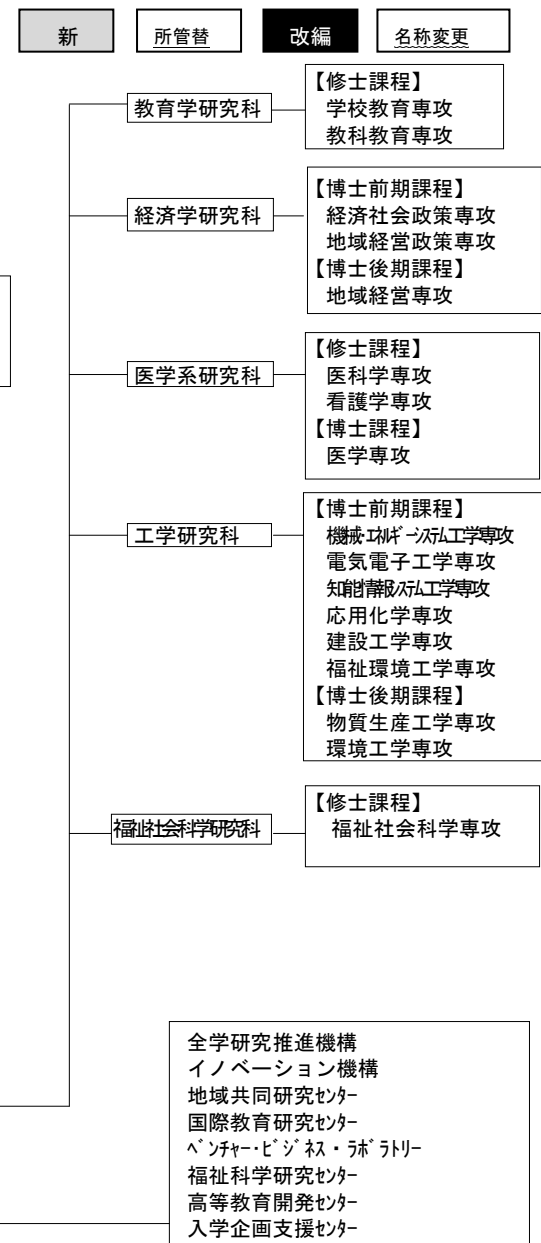 新 所管替 改編 名称変更
教育学研究科
【修士課程】
学校教育専攻
教科教育専攻
経済学研究科
【博士前期課程】
経済社会政策専攻
地域経営政策専攻
【博士後期課程】
地域経営専攻
医学系研究科
【修士課程】
医科学専攻
看護学専攻
【博士課程】
医学専攻
工学研究科
【博士前期課程】
機械・ｴﾈﾙｷﾞｰｼｽﾃﾑ工学専攻
電気電子工学専攻
知能情報ｼｽﾃﾑ工学専攻
応用化学専攻
建設工学専攻
福祉環境工学専攻
【博士後期課程】
物質生産工学専攻
環境工学専攻
福祉社会科学研究科
【修士課程】
福祉社会科学専攻
全学研究推進機構
イノベーション機構
地域共同研究ｾﾝﾀｰ
国際教育研究ｾﾝﾀｰ
ﾍﾞﾝﾁｬｰ･ﾋﾞｼﾞﾈｽ・ﾗﾎﾞﾗﾄﾘｰ
福祉科学研究ｾﾝﾀｰ
高等教育開発ｾﾝﾀｰ
入学企画支援ｾﾝﾀｰ